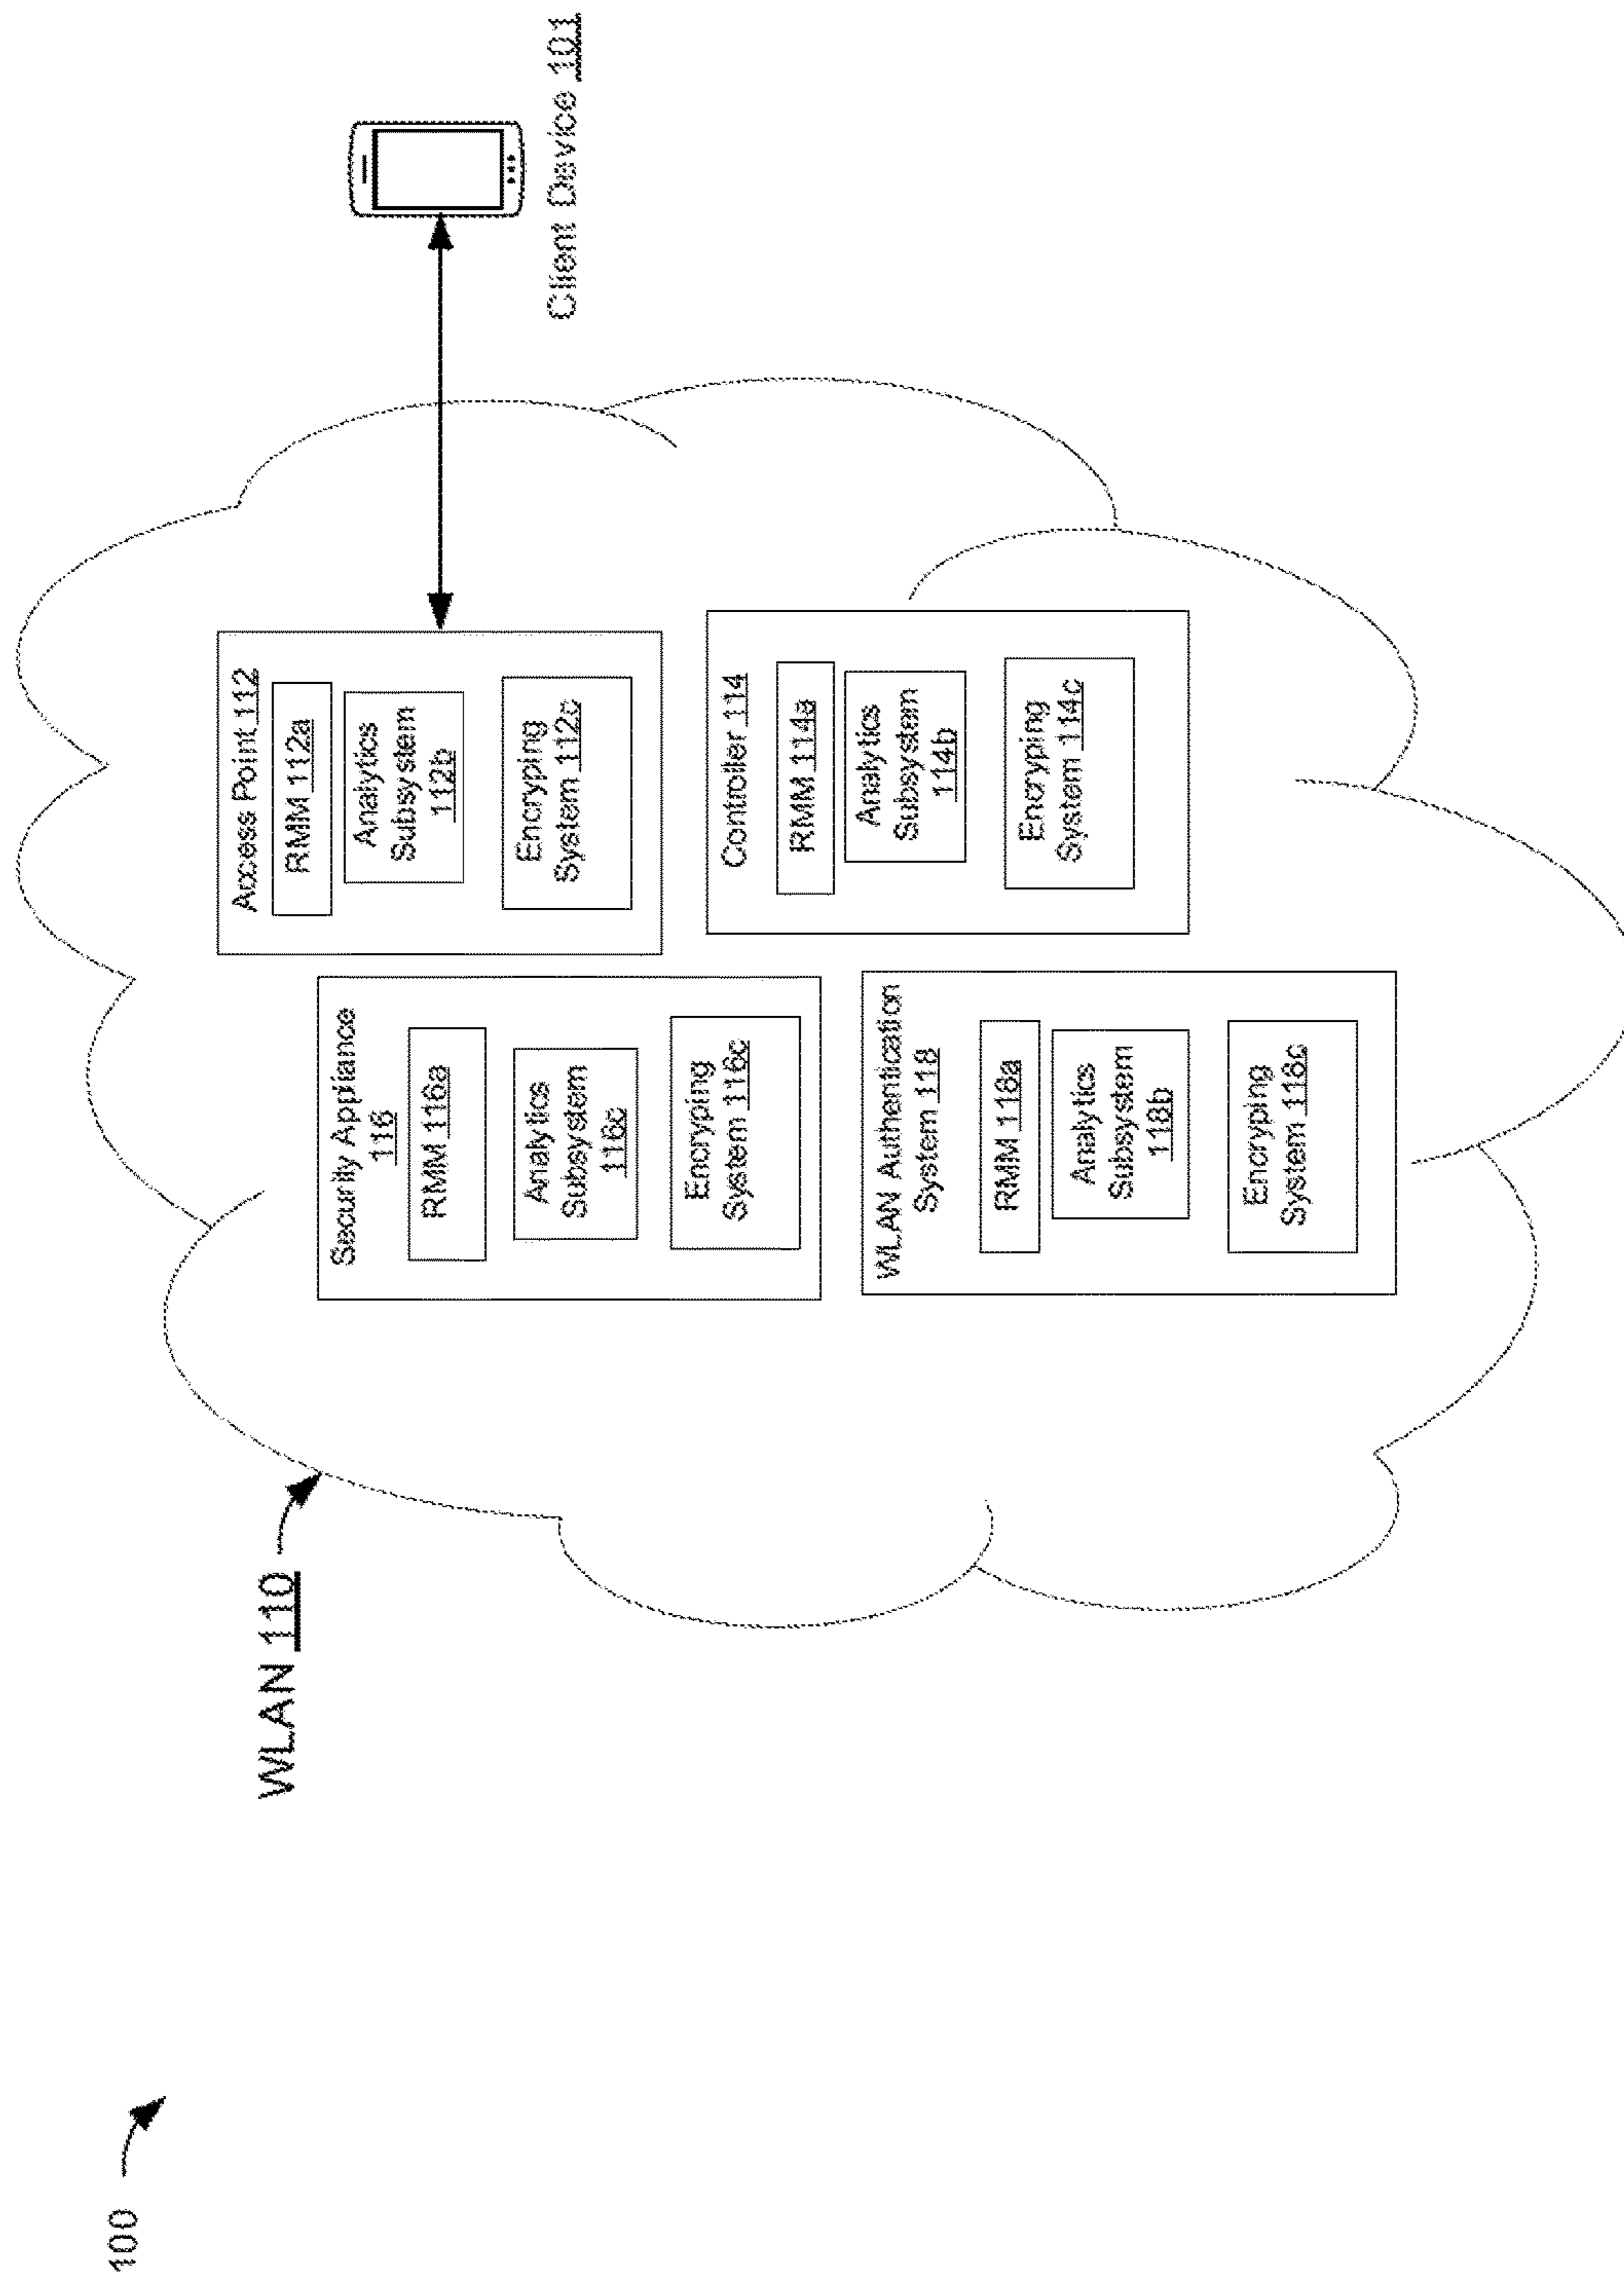 100
WLAN 110
Security Appliance
116
RMM 116a
Analytics
Subsystem
116c
Encryping
System 116c
Access Point 112
RMM 112a
Analytics
Subsystem
112b
Encryping
System 112c
WLAN Authentication
System 118
RMM 118a
Analytics
Subsystem
118b
Encryping
System 118c
Controller 114
RMM 114a
Analytics
Subsystem
114b
Encryping
System 114c
Client Device 101